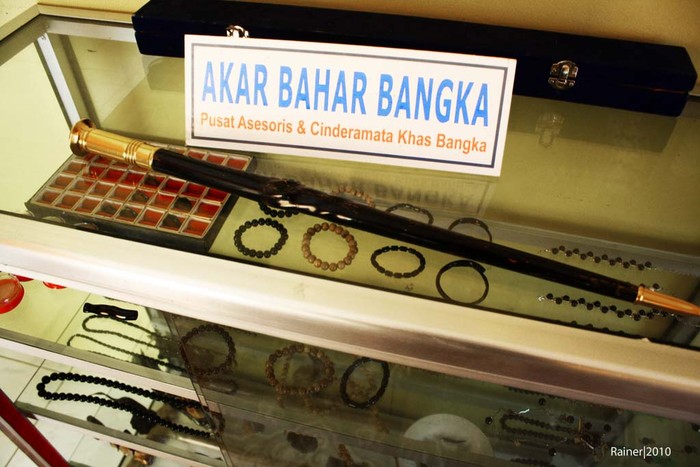 AKAR BAHAR BANGKA
Pusat Asesoris & Cinderamata Khas Bangka
Rainer|2010